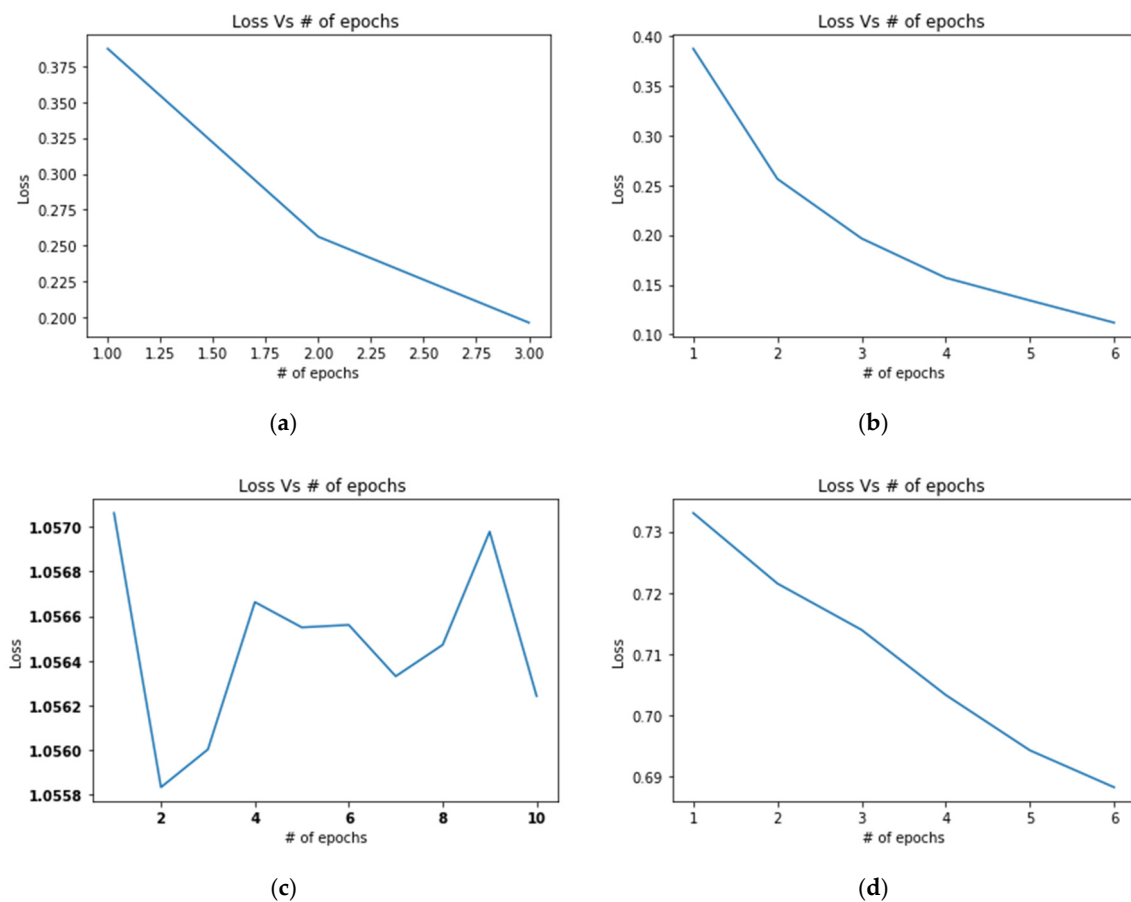 Loss Vs # of epochs
0.375
0.350
0.325
0.300
0.275
0.250
0.225
0.200
Loss
1.00 1.25 1.50 1.75 2.00 2.25 2.50 2.75 3.00
# of epochs
(a)
Loss Vs # of epochs
0.40
0.35
0.30
0.25
0.20
0.15
0.10
Loss
1 2 3 4 5 6
# of epochs
(b)
Loss Vs # of epochs
1.0570
1.0568
1.0566
1.0564
1.0562
1.0560
1.0558
Loss
2 4 6 8 10
# of epochs
(c)
Loss Vs # of epochs
0.73
0.72
0.71
0.70
0.69
Loss
1 2 3 4 5 6
# of epochs
(d)